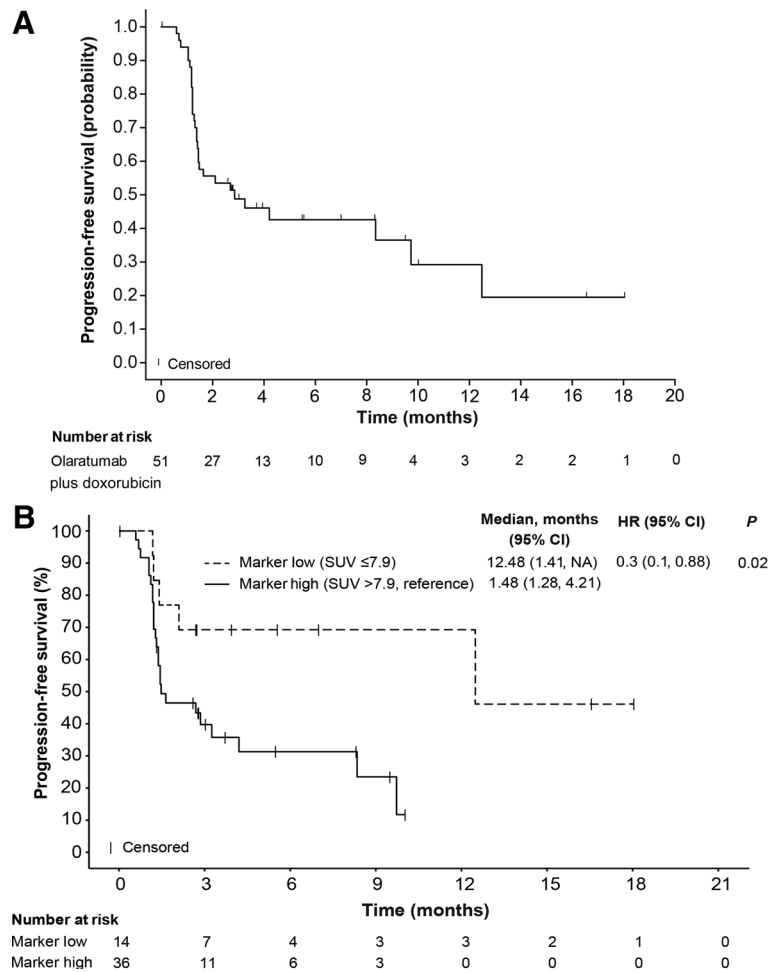 A
Progression-free survival (probability)
1.0
0.9
0.8
0.7
0.6
0.5
0.4
0.3
0.2
0.1
0.0
Censored
0 2 4 6 8 10 12 14 16 18 20
Time (months)
Number at risk
Olaratumab 51 27 13 10 9 4 3 2 2 1 0
plus doxorubicin
B
Progression-free survival (%)
Median, months HR (95% CI) P
(95% CI)
Marker low (SUV ≤7.9) 12.48 (1.41, NA) 0.3 (0.1, 0.88) 0.02
Marker high (SUV >7.9, reference) 1.48 (1.28, 4.21)
100
90
80
70
60
50
40
30
20
10
0
Censored
0 3 6 9 12 15 18 21
Time (months)
Number at risk
Marker low 14 7 4 3 3 2 1 0
Marker high 36 11 6 3 0 0 0 0